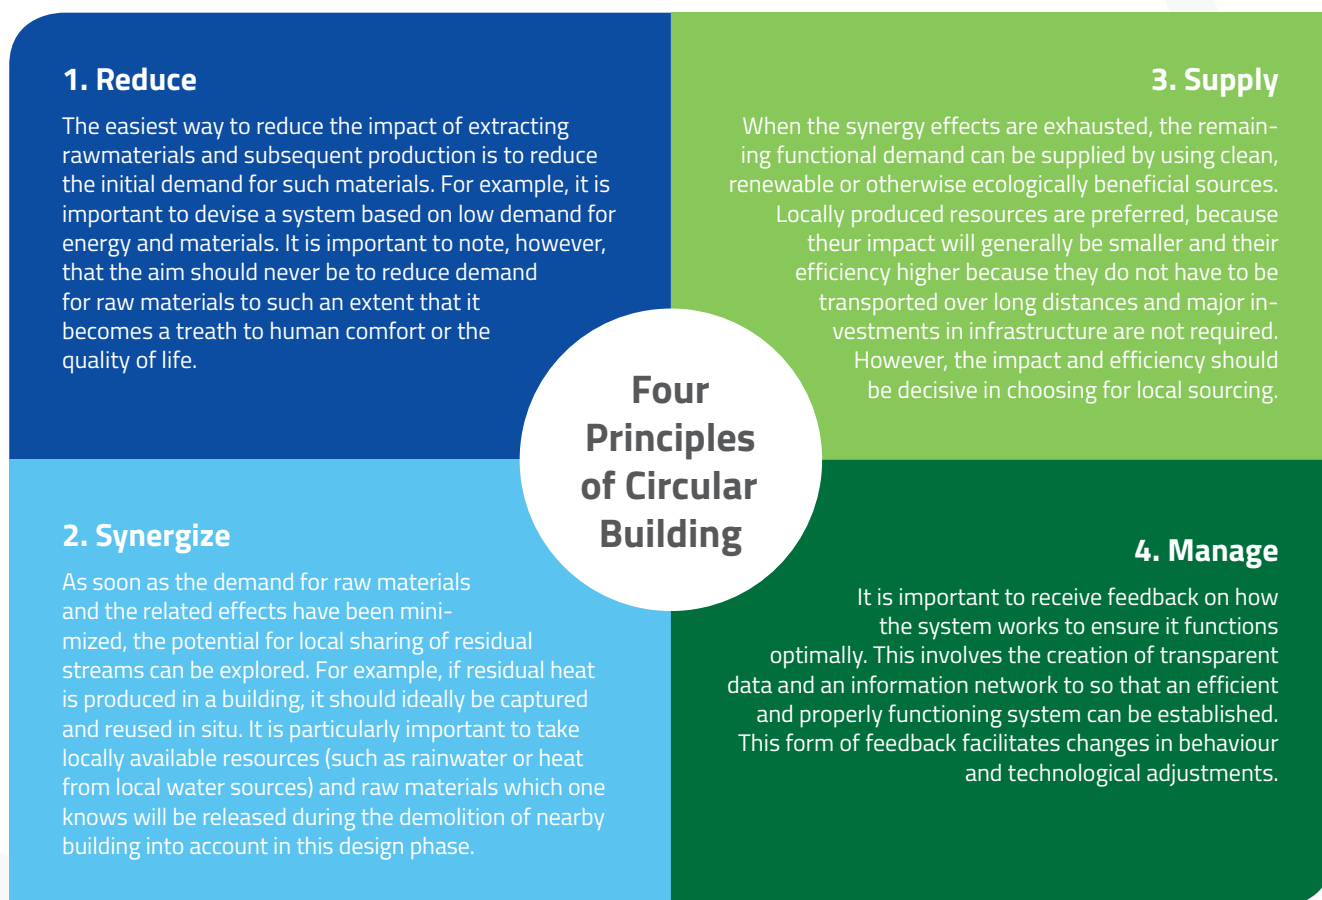 1. Reduce
The easiest way to reduce the impact of extracting
rawmaterials and subsequent production is to reduce
the initial demand for such materials. For example, it is
important to devise a system based on low demand for
energy and materials. It is important to note, however,
that the aim should never be to reduce demand
for raw materials to such an extent that it
becomes a treath to human comfort or the
quality of life.
2. Synergize
As soon as the demand for raw materials
and the related effects have been mini-
mized, the potential for local sharing of residual
streams can be explored. For example, if residual heat
is produced in a building, it should ideally be captured
and reused in situ. It is particularly important to take
locally available resources (such as rainwater or heat
from local water sources) and raw materials which one
knows will be released during the demolition of nearby
building into account in this design phase.
3. Supply
When the synergy effects are exhausted, the remain-
ing functional demand can be supplied by using clean,
renewable or otherwise ecologically beneficial sources.
Locally produced resources are preferred, because
theur impact will generally be smaller and their
efficiency higher because they do not have to be
transported over long distances and major in-
vestments in infrastructure are not required.
However, the impact and efficiency should
be decisive in choosing for local sourcing.
4. Manage
It is important to receive feedback on how
the system works to ensure it functions
optimally. This involves the creation of transparent
data and an information network to so that an efficient
and properly functioning system can be established.
This form of feedback facilitates changes in behaviour
and technological adjustments.
Four
Principles
of Circular
Building